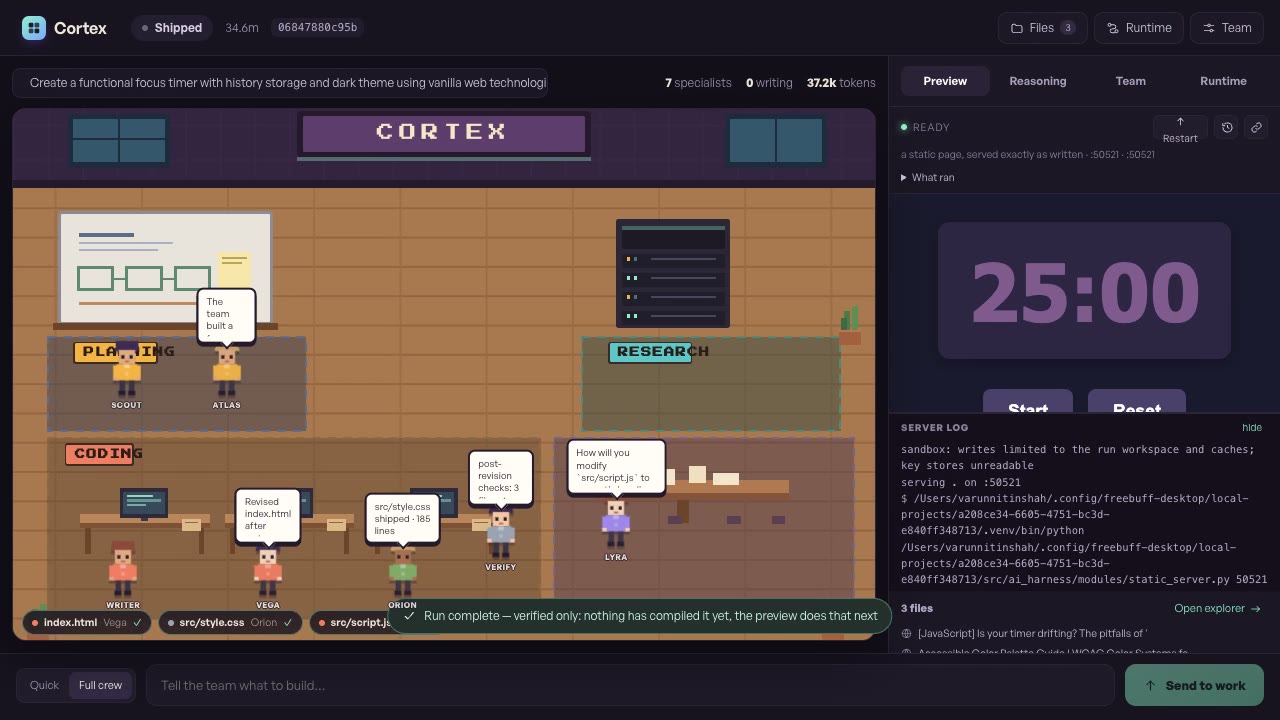 Cortex
Shipped
34.6m
06847880c95b
Files 3
Runtime
Team
Create a functional focus timer with history storage and dark theme using vanilla web technologi
7 specialists
0 writing
37.2k tokens
CORTEX
The
team
built a
PLANNING
SCOUT
ATLAS
RESEARCH
CODING
Revised
index.html
after
src/style.css
shipped · 185
lines
post-
revision
checks: 3
How will you
modify
`src/script.js` to
WRITER
VEGA
ORION
VERIFY
LYRA
index.html Vega ✓
src/style.css Orion ✓
src/script.js
Run complete — verified only: nothing has compiled it yet, the preview does that next
Preview
Reasoning
Team
Runtime
READY
↑
Restart
a static page, served exactly as written · :50521 · :50521
What ran
25:00
Start
Reset
SERVER LOG
hide
sandbox: writes limited to the run workspace and caches;
key stores unreadable
serving . on :50521
$ /Users/varunnitinshah/.config/freebuff-desktop/local-
projects/a208ce34-6605-4751-bc3d-
e840ff348713/.venv/bin/python
/Users/varunnitinshah/.config/freebuff-desktop/local-
projects/a208ce34-6605-4751-bc3d-
e840ff348713/src/ai_harness/modules/static_server.py 50521
3 files
Open explorer →
[JavaScript] Is your timer drifting? The pitfalls of '
Accessible Color Palette Guide | WCAG Color Systems fo
Quick
Full crew
Tell the team what to build...
↑ Send to work